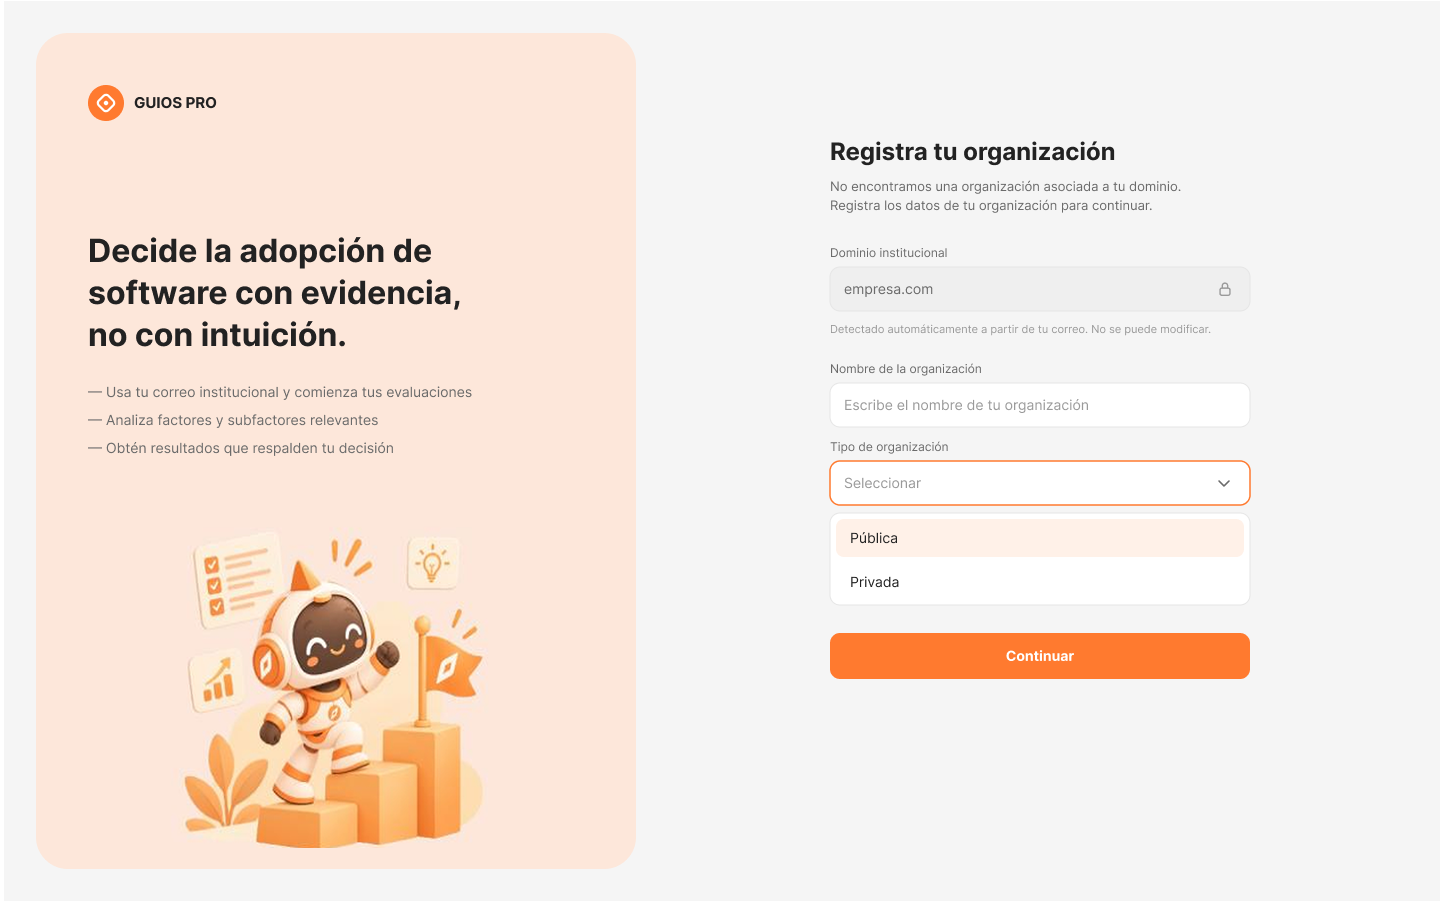 GUIOS PRO
Decide la adopción de
software con evidencia,
no con intuición.
— Usa tu correo institucional y comienza tus evaluaciones
— Analiza factores y subfactores relevantes
— Obtén resultados que respalden tu decisión
Registra tu organización
No encontramos una organización asociada a tu dominio.
Registra los datos de tu organización para continuar.
Dominio institucional
empresa.com
Detectado automáticamente a partir de tu correo. No se puede modificar.
Nombre de la organización
Escribe el nombre de tu organización
Tipo de organización
Seleccionar
Pública
Privada
Continuar